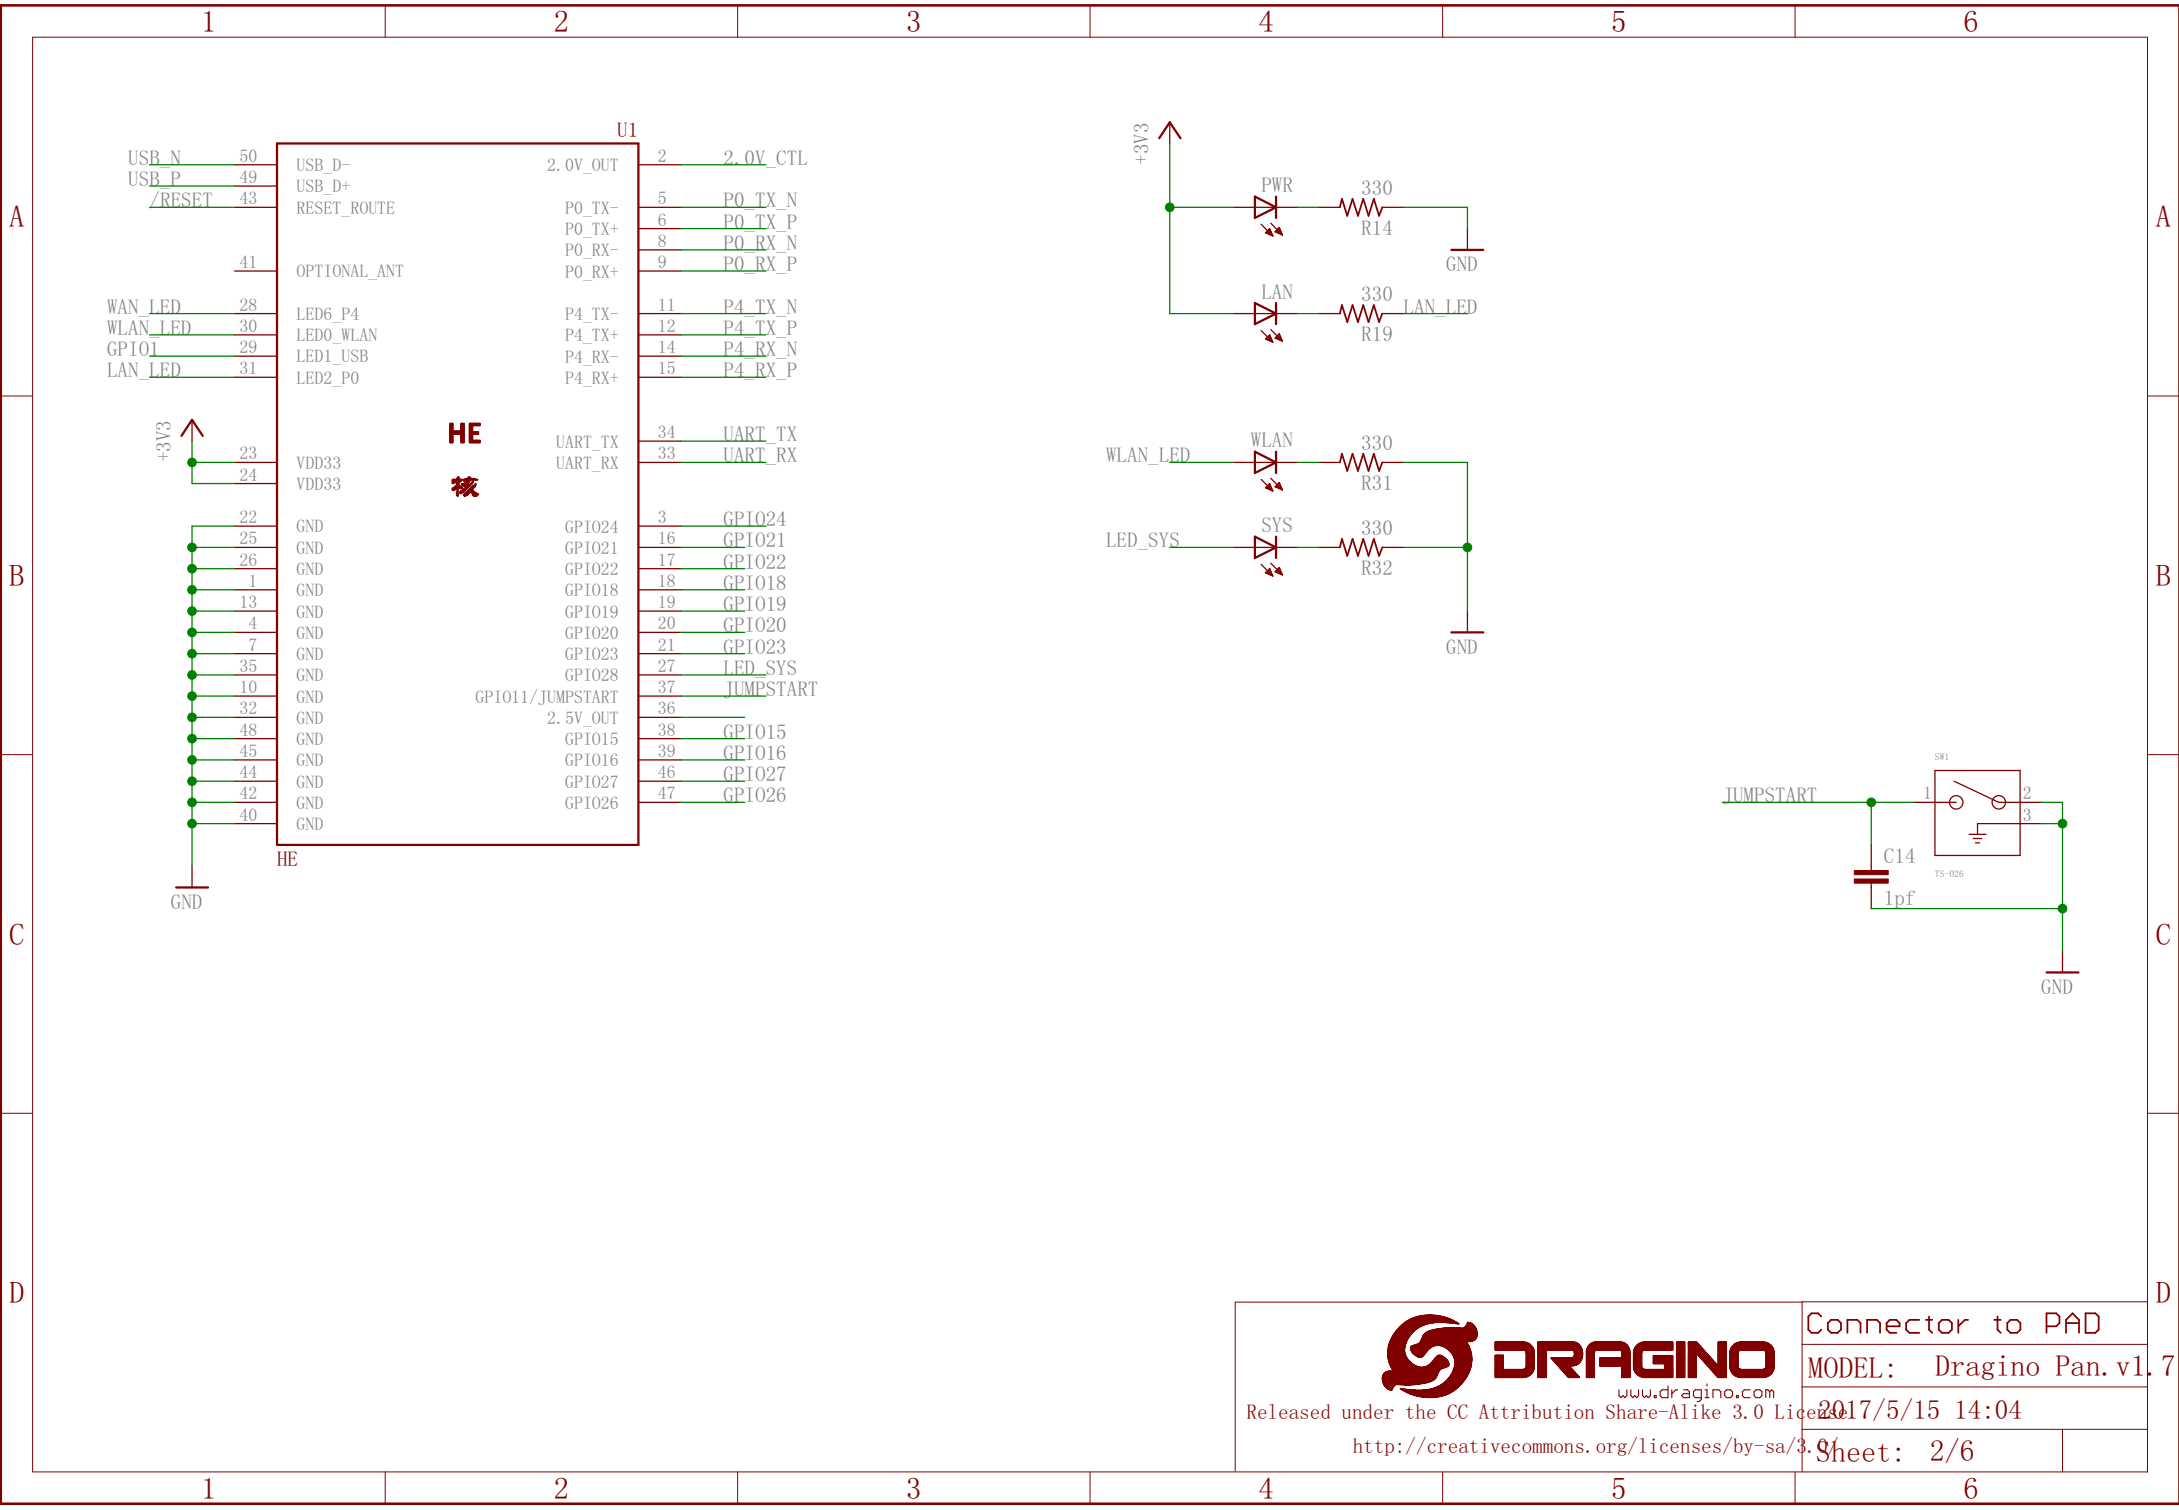 1 2 3 4 5 6
A A
B B
C C
D D
1 2 3 4 5 6
U1
USB_N 50 USB_D-
USB_P 49 USB_D+
/RESET 43 RESET_ROUTE
41 OPTIONAL_ANT
WAN_LED 28 LED6_P4
WLAN_LED 30 LED0_WLAN
GPIO1 29 LED1_USB
LAN_LED 31 LED2_P0
+3V3
23 VDD33
24 VDD33
22 GND
25 GND
26 GND
1 GND
13 GND
4 GND
7 GND
35 GND
10 GND
32 GND
48 GND
45 GND
44 GND
42 GND
40 GND
GND
HE
核
HE
2.0V_OUT 2 2.0V_CTL
P0_TX- 5 P0_TX_N
P0_TX+ 6 P0_TX_P
P0_RX- 8 P0_RX_N
P0_RX+ 9 P0_RX_P
P4_TX- 11 P4_TX_N
P4_TX+ 12 P4_TX_P
P4_RX- 14 P4_RX_N
P4_RX+ 15 P4_RX_P
UART_TX 34 UART_TX
UART_RX 33 UART_RX
GPIO24 3 GPIO24
GPIO21 16 GPIO21
GPIO22 17 GPIO22
GPIO18 18 GPIO18
GPIO19 19 GPIO19
GPIO20 20 GPIO20
GPIO23 21 GPIO23
GPIO28 27 LED_SYS
GPIO11/JUMPSTART 37 JUMPSTART
2.5V_OUT 36
GPIO15 38 GPIO15
GPIO16 39 GPIO16
GPIO27 46 GPIO27
GPIO26 47 GPIO26
+3V3
PWR 330
R14
GND
LAN 330 LAN_LED
R19
WLAN_LED WLAN 330
R31
LED_SYS SYS 330
R32
GND
SW1
JUMPSTART 1 2
3
C14
TS-026
1pf
GND
DRAGINO
www.dragino.com
Released under the CC Attribution Share-Alike 3.0 License
http://creativecommons.org/licenses/by-sa/3.0/
Connector to PAD
MODEL: Dragino Pan.v1.7
2017/5/15 14:04
Sheet: 2/6